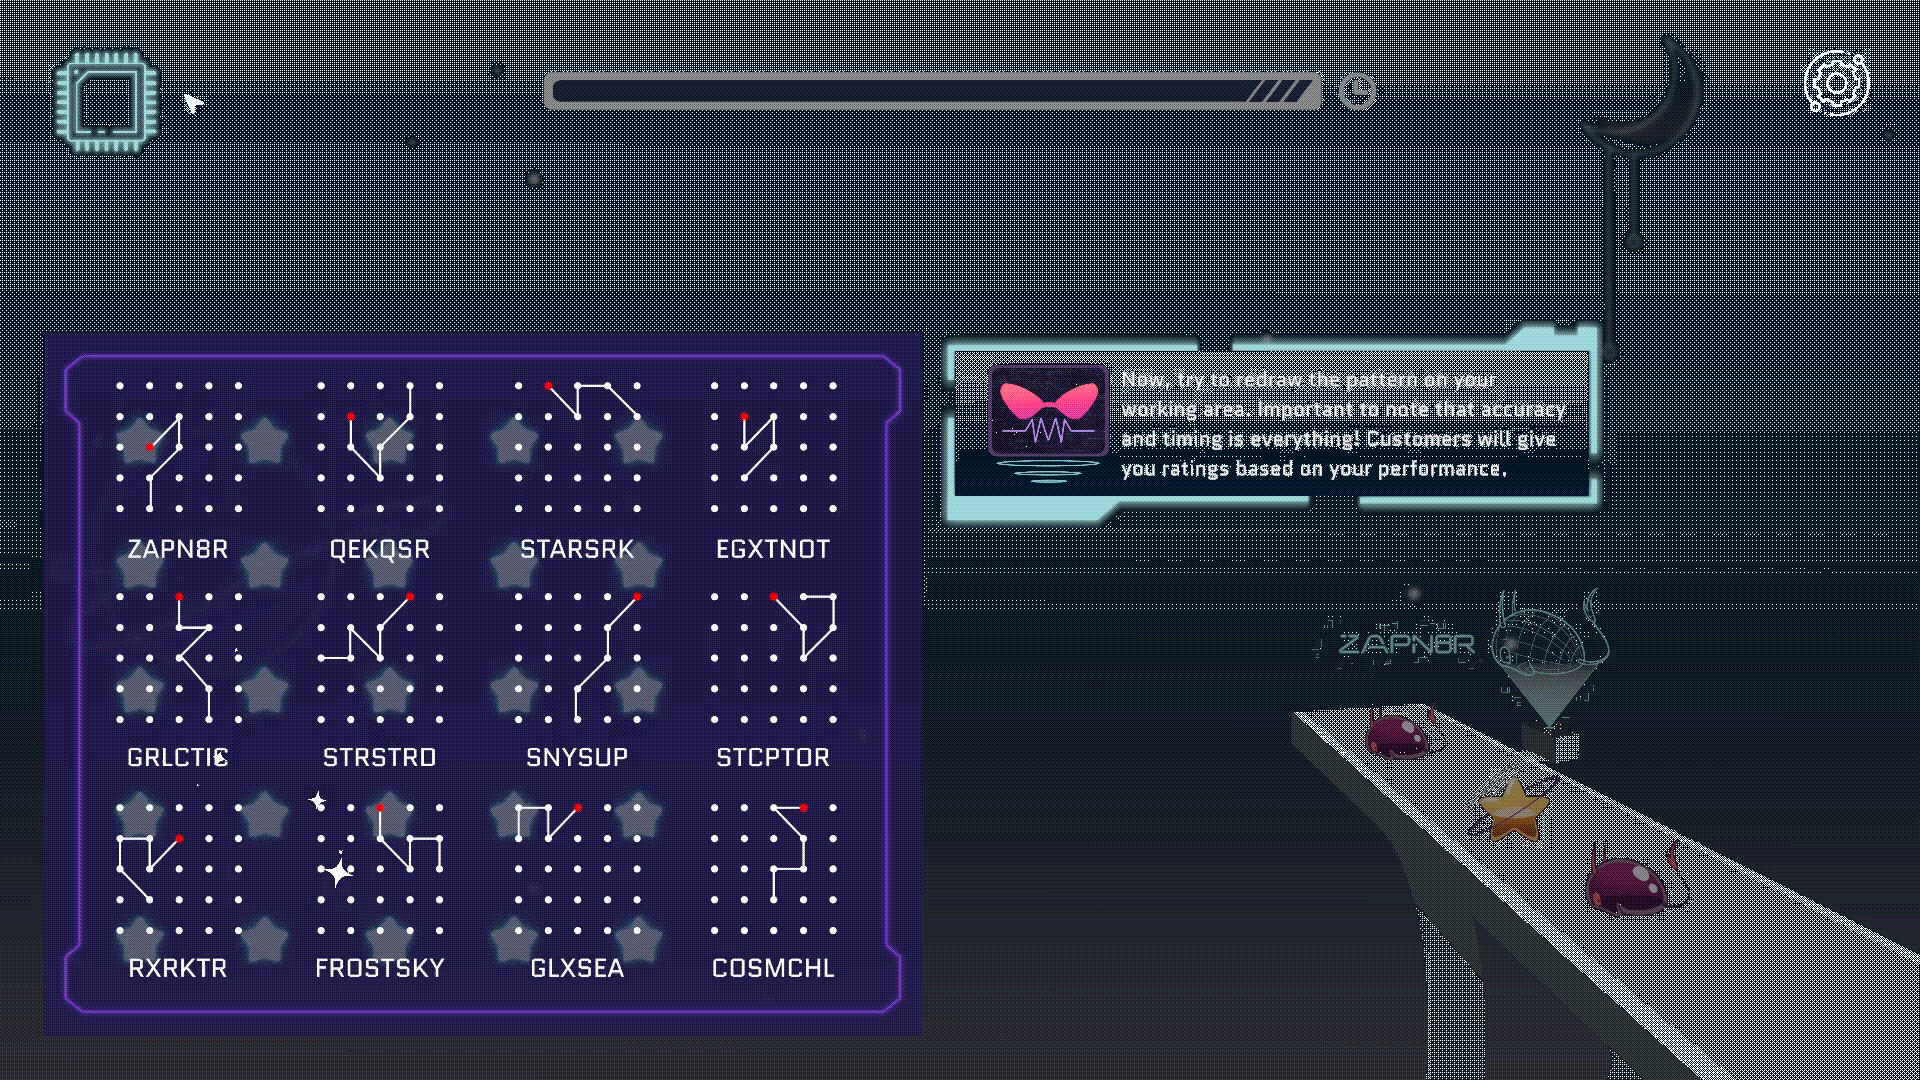 Now, try to redraw the pattern on your
working area. Important to note that accuracy
and timing is everything! Customers will give
you ratings based on your performance.
ZAPN8R QEKQSR STARSRK EGXTNOT
ZAPN8R
GRLCTIC STRSTRD SNYSUP STCPTOR
RXRKTR FROSTSKY GLXSEA COSMCHL